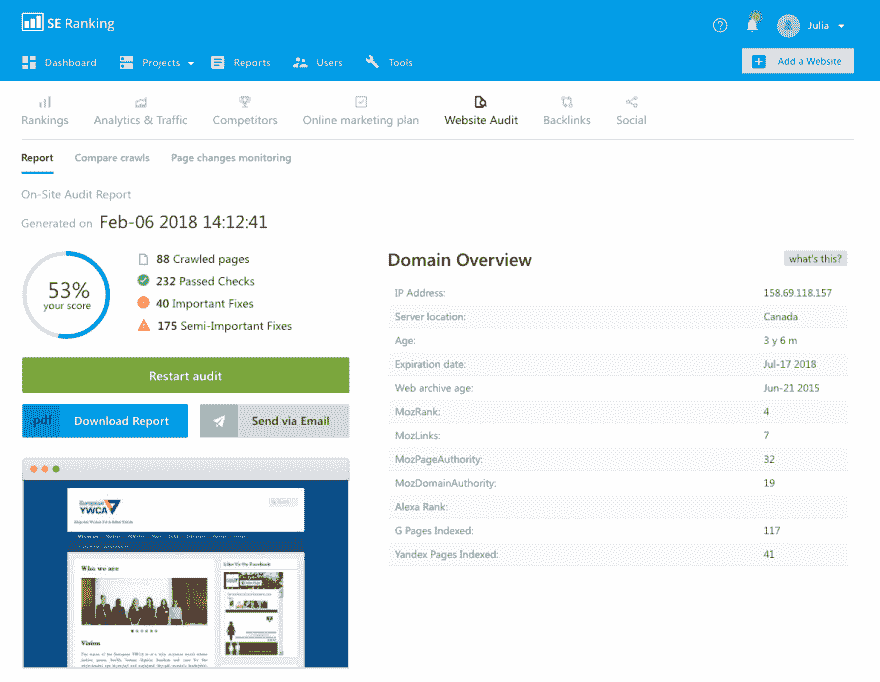 SE Ranking
Julia
Dashboard Projects Reports Users Tools
Add a Website
Rankings Analytics & Traffic Competitors Online marketing plan Website Audit Backlinks Social
Report Compare crawls Page changes monitoring
On-Site Audit Report
Generated on Feb-06 2018 14:12:41
53%
your score
88 Crawled pages
232 Passed Checks
40 Important Fixes
175 Semi-Important Fixes
Restart audit
pdf Download Report
Send via Email
European
YWCA
Who we are
Like Us On Facebook
Vision
Domain Overview
what's this?
IP Address: 158.69.118.157
Server location: Canada
Age: 3 y 6 m
Expiration date: Jul-17 2018
Web archive age: Jun-21 2015
MozRank: 4
MozLinks: 7
MozPageAuthority: 32
MozDomainAuthority: 19
Alexa Rank:
G Pages Indexed: 117
Yandex Pages Indexed: 41